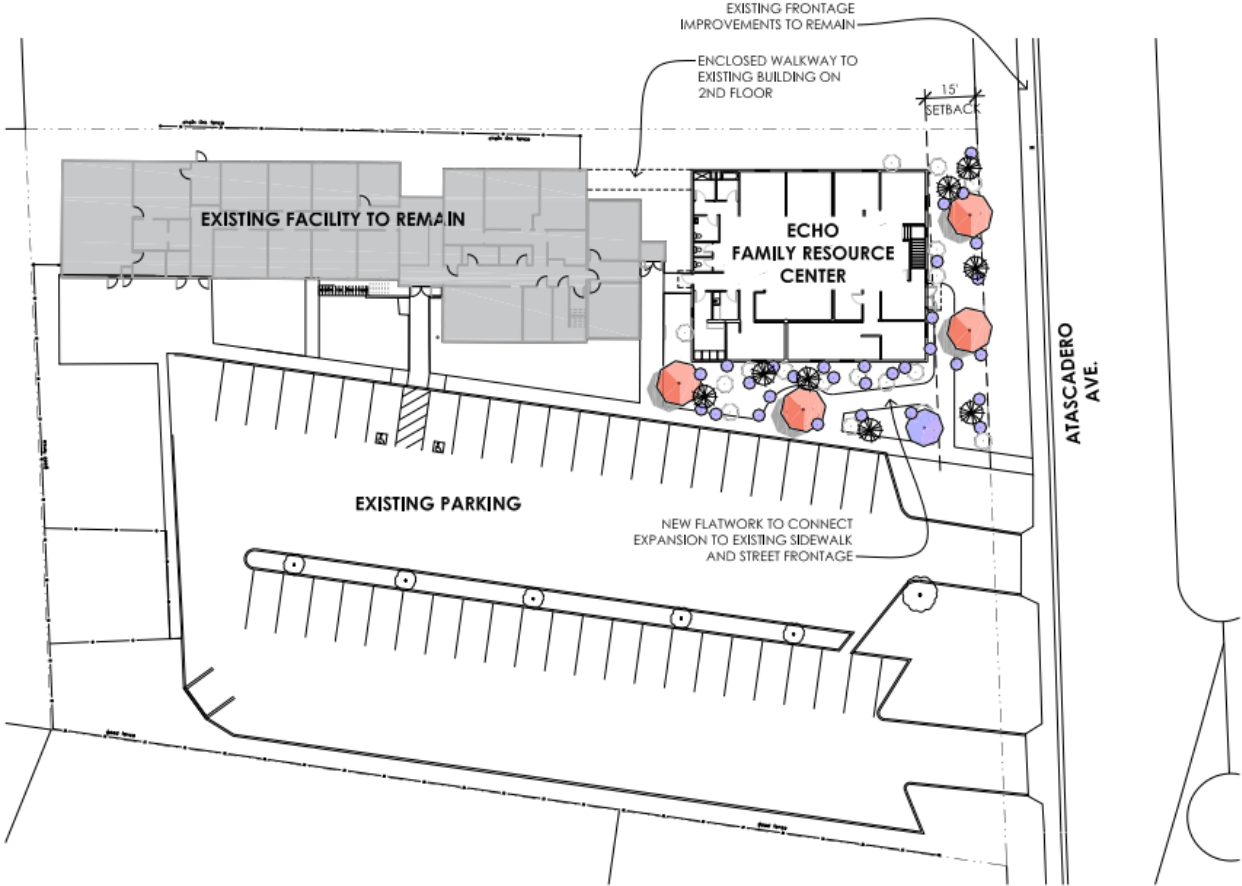 EXISTING FRONTAGE
IMPROVEMENTS TO REMAIN
ENCLOSED WALKWAY TO
EXISTING BUILDING ON
2ND FLOOR
15'
SETBACK
EXISTING FACILITY TO REMAIN
ECHO
FAMILY RESOURCE
CENTER
ATASCADERO
AVE.
EXISTING PARKING
NEW FLATWORK TO CONNECT
EXPANSION TO EXISTING SIDEWALK
AND STREET FRONTAGE